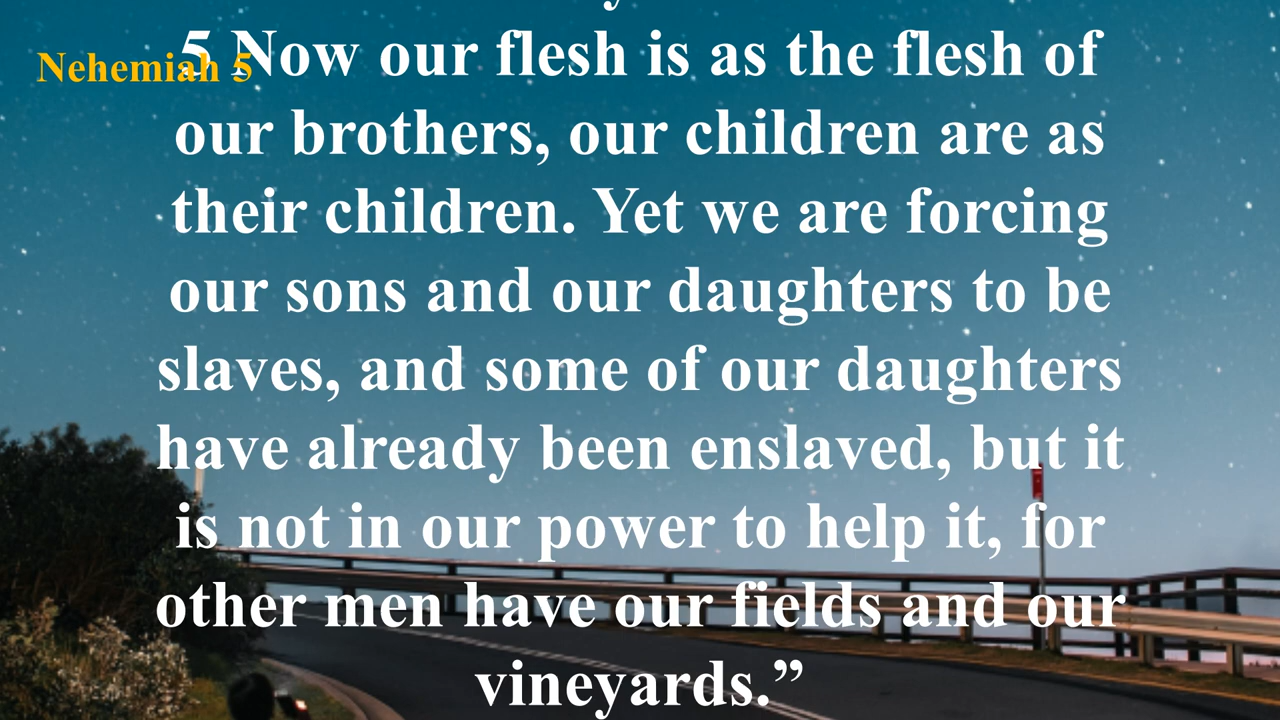 Nehemiah 5
5 Now our flesh is as the flesh of
our brothers, our children are as
their children. Yet we are forcing
our sons and our daughters to be
slaves, and some of our daughters
have already been enslaved, but it
is not in our power to help it, for
other men have our fields and our
vineyards.”